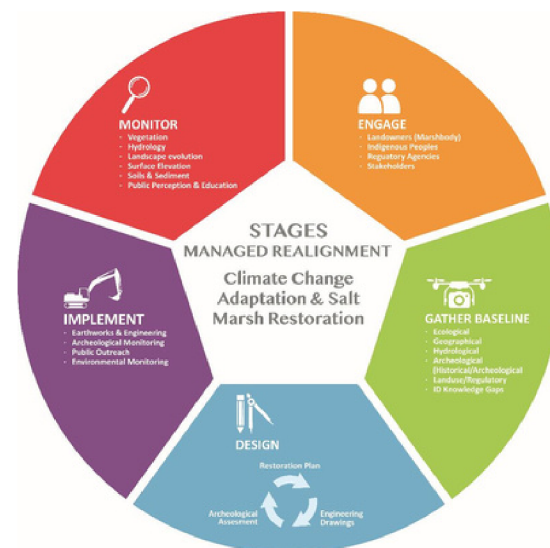 STAGES
MANAGED REALIGNMENT
Climate Change
Adaptation & Salt
Marsh Restoration
ENGAGE
- Landowners (Marshbody)
- Indigenous Peoples
- Reguatory Agencies
- Stakeholders
GATHER BASELINE
- Ecological
- Geographical
- Hydrological
- Archeological
(Historical/Archeological)
- Landuse/Regulatory
- ID Knowledge Gaps
DESIGN
Restoration Plan
Engineering
Drawings
Archeological
Assesment
IMPLEMENT
- Earthworks & Engineering
- Archeological Monitoring
- Public Outreach
- Environmental Monitoring
MONITOR
- Vegetation
- Hydrology
- Landscape evolution
- Surface Elevation
- Soils & Sediment
- Public Perception & Education